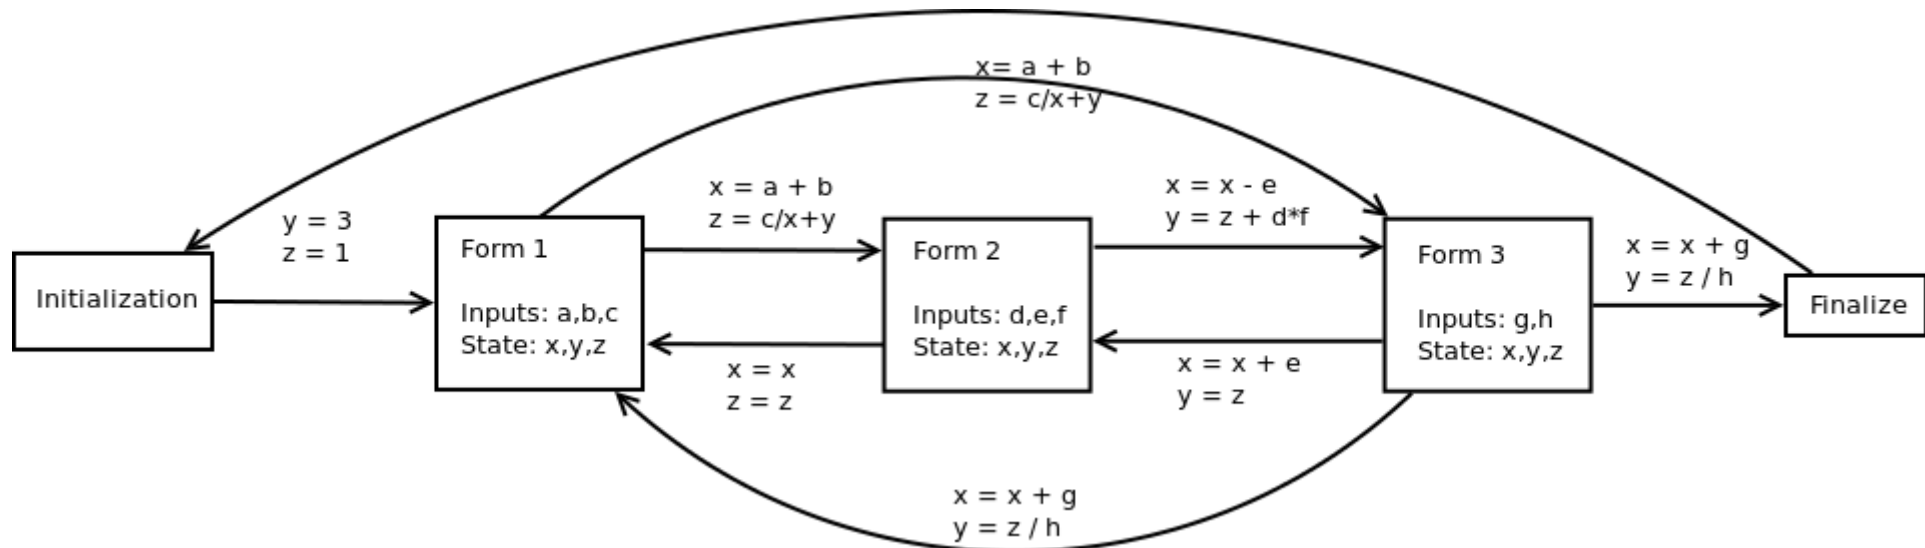 x= a + b
z = c/x+y
x = a + b
z = c/x+y
x = x - e
y = z + d*f
y = 3
z = 1
x = x + g
y = z / h
Initialization
Form 1
Inputs: a,b,c
State: x,y,z
Form 2
Inputs: d,e,f
State: x,y,z
Form 3
Inputs: g,h
State: x,y,z
Finalize
x = x
z = z
x = x + e
y = z
x = x + g
y = z / h